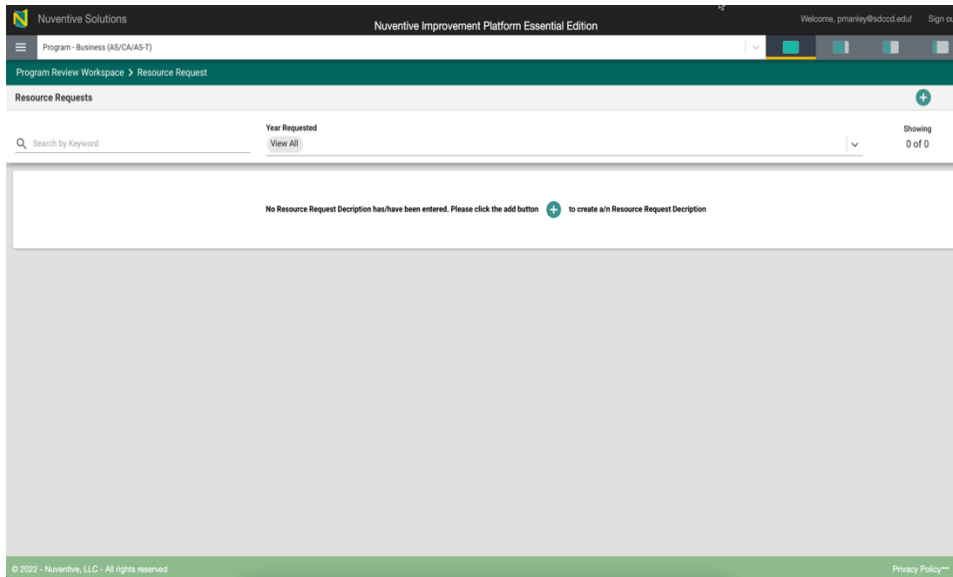 Nuventive Solutions
Nuventive Improvement Platform Essential Edition
Welcome, pmanley@sdccd.edu!
Sign ou
Program - Business (AS/CA/AS-T)
Program Review Workspace > Resource Request
Resource Requests
Search by Keyword
Year Requested
View All
Showing
0 of 0
No Resource Request Decription has/have been entered. Please click the add button + to create a/n Resource Request Decription
© 2022 - Nuventive, LLC - All rights reserved
Privacy Policy